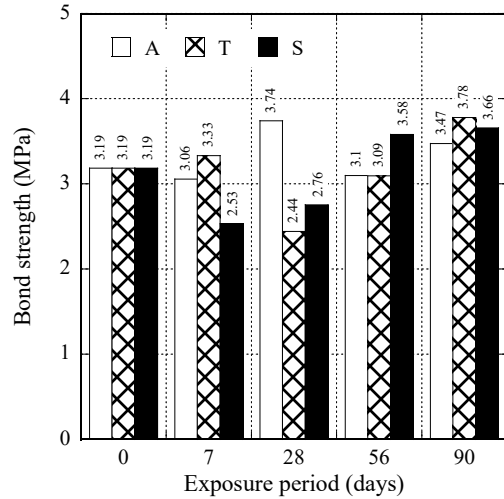 5
A T S
4
3
2
1
0
Bond strength (MPa)
3.19 3.19 3.19
3.06 3.33 2.53
3.74 2.44 2.76
3.1 3.09 3.58
3.47 3.78 3.66
0 7 28 56 90
Exposure period (days)